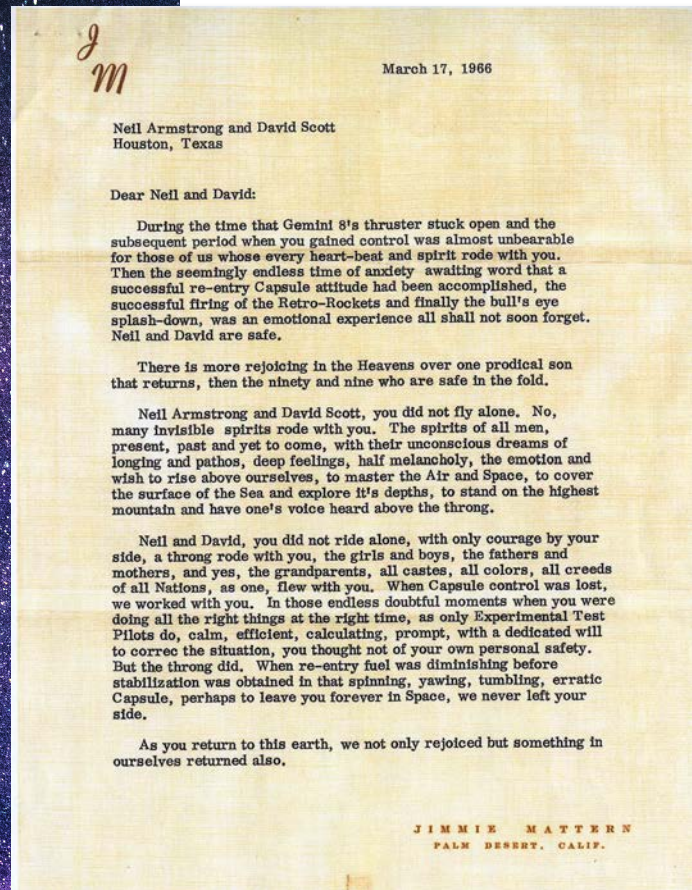 J
M
March 17, 1966
Neil Armstrong and David Scott
Houston, Texas
Dear Neil and David:
During the time that Gemini 8's thruster stuck open and the
subsequent period when you gained control was almost unbearable
for those of us whose every heart-beat and spirit rode with you.
Then the seemingly endless time of anxiety awaiting word that a
successful re-entry Capsule attitude had been accomplished, the
successful firing of the Retro-Rockets and finally the bull's eye
splash-down, was an emotional experience all shall not soon forget.
Neil and David are safe.
There is more rejoicing in the Heavens over one prodical son
that returns, then the ninety and nine who are safe in the fold.
Neil Armstrong and David Scott, you did not fly alone. No,
many invisible spirits rode with you. The spirits of all men,
present, past and yet to come, with their unconscious dreams of
longing and pathos, deep feelings, half melancholy, the emotion and
wish to rise above ourselves, to master the Air and Space, to cover
the surface of the Sea and explore it's depths, to stand on the highest
mountain and have one's voice heard above the throng.
Neil and David, you did not ride alone, with only courage by your
side, a throng rode with you, the girls and boys, the fathers and
mothers, and yes, the grandparents, all castes, all colors, all creeds
of all Nations, as one, flew with you. When Capsule control was lost,
we worked with you. In those endless doubtful moments when you were
doing all the right things at the right time, as only Experimental Test
Pilots do, calm, efficient, calculating, prompt, with a dedicated will
to correc the situation, you thought not of your own personal safety.
But the throng did. When re-entry fuel was diminishing before
stabilization was obtained in that spinning, yawing, tumbling, erratic
Capsule, perhaps to leave you forever in Space, we never left your
side.
As you return to this earth, we not only rejoiced but something in
ourselves returned also.
JIMMIE MATTERN
PALM DESERT, CALIF.